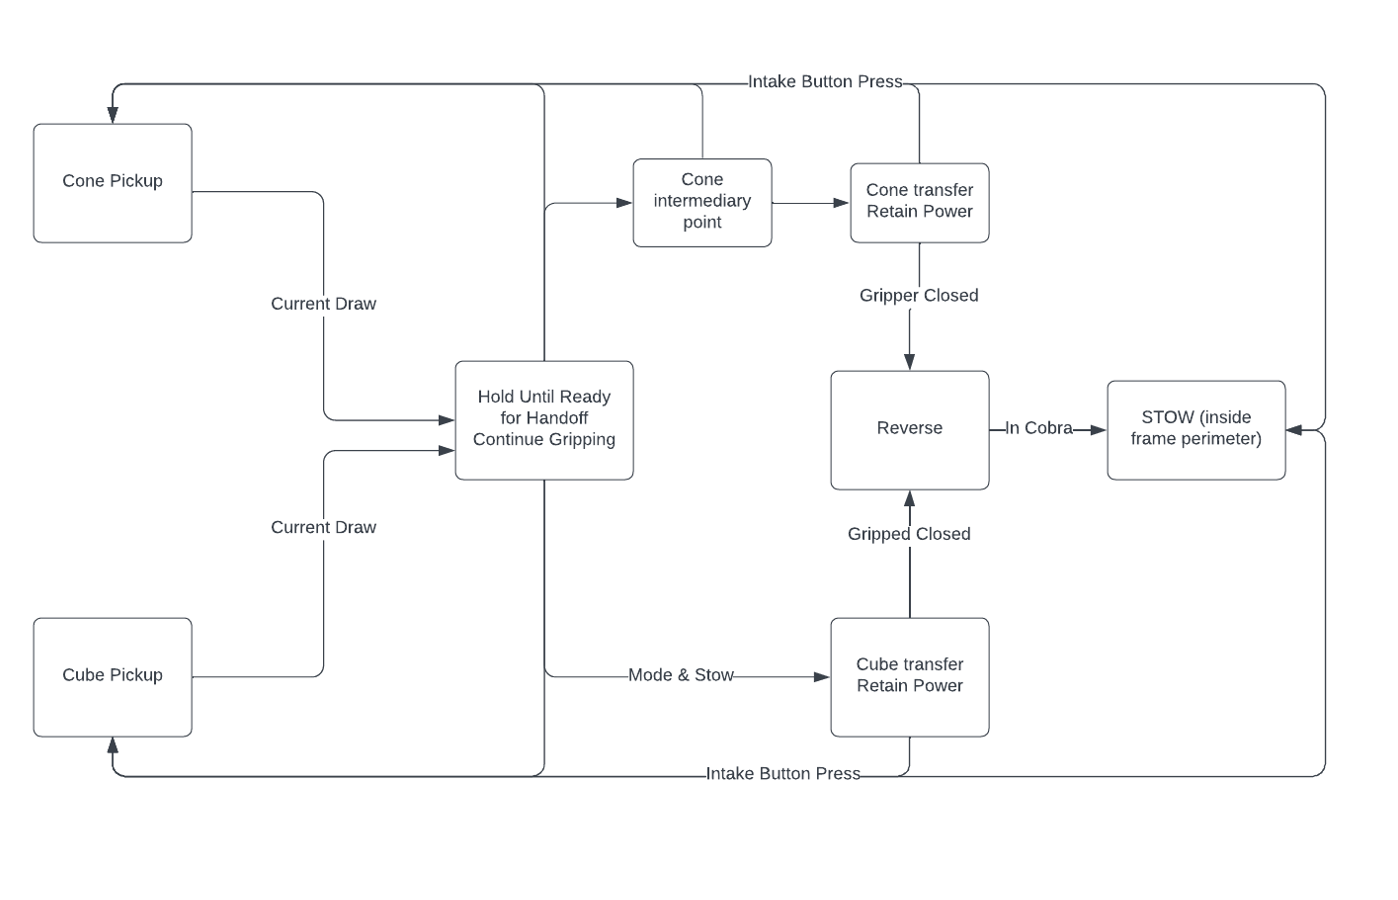 Intake Button Press
Cone Pickup
Cone
intermediary
point
Cone transfer
Retain Power
Current Draw
Gripper Closed
Hold Until Ready
for Handoff
Continue Gripping
Reverse
In Cobra
STOW (inside
frame perimeter)
Current Draw
Gripped Closed
Cube Pickup
Mode & Stow
Cube transfer
Retain Power
Intake Button Press